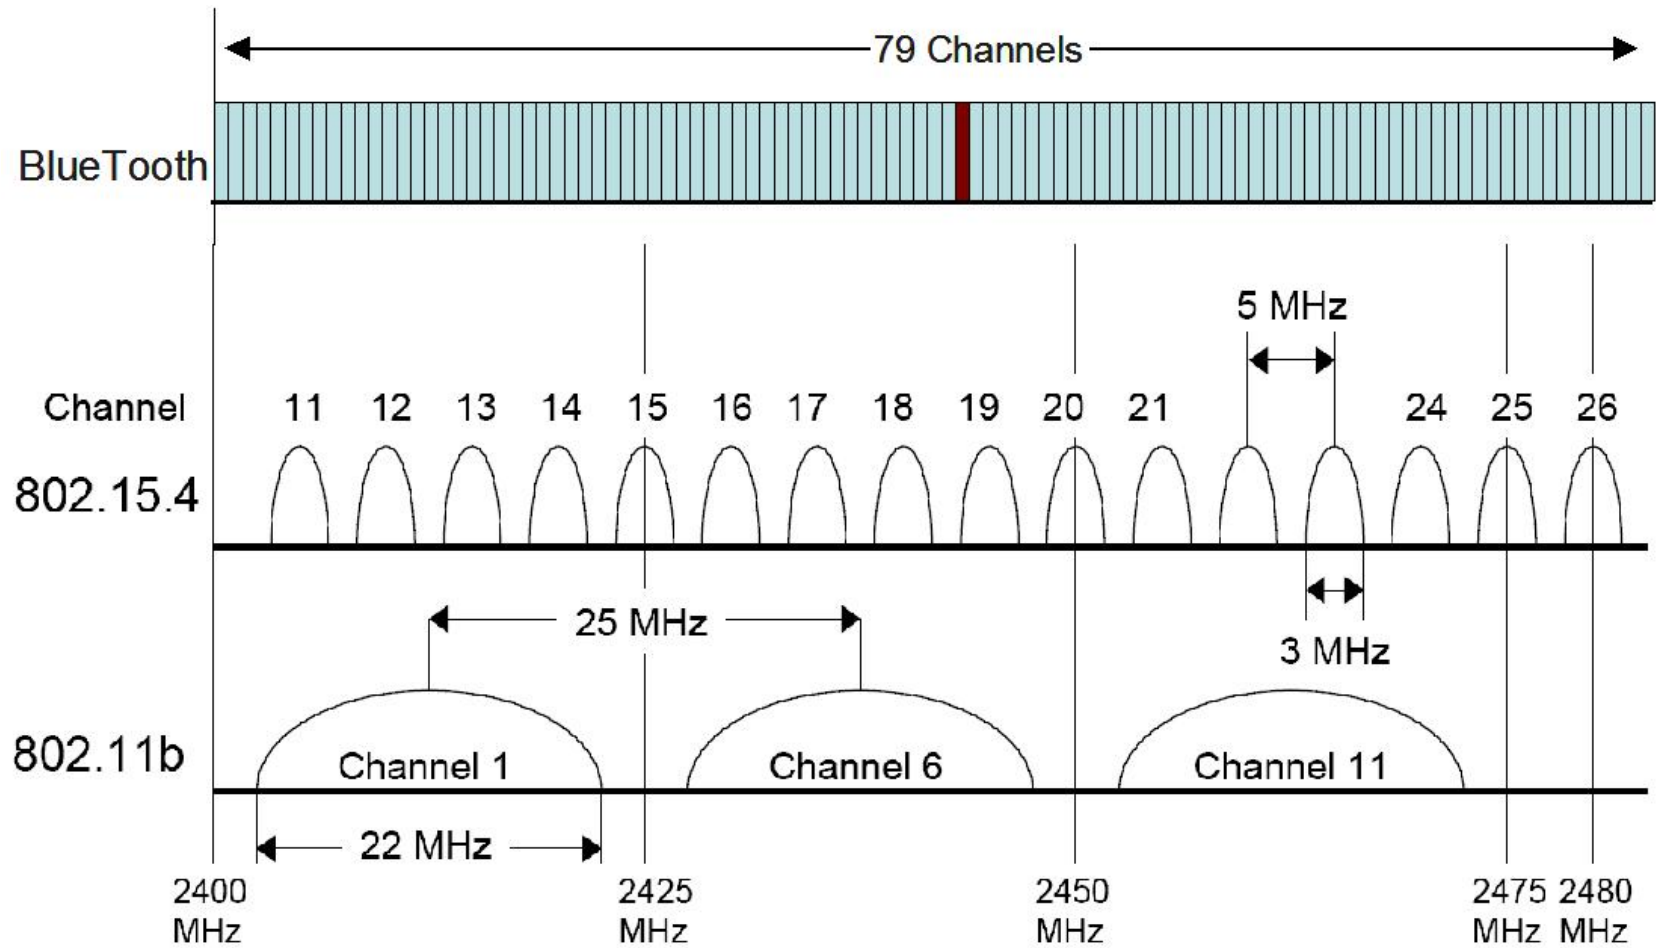 79 Channels
BlueTooth
5 MHz
Channel 11 12 13 14 15 16 17 18 19 20 21 24 25 26
802.15.4
25 MHz
3 MHz
802.11b Channel 1 Channel 6 Channel 11
22 MHz
2400 2425 2450 2475 2480
MHz MHz MHz MHz MHz